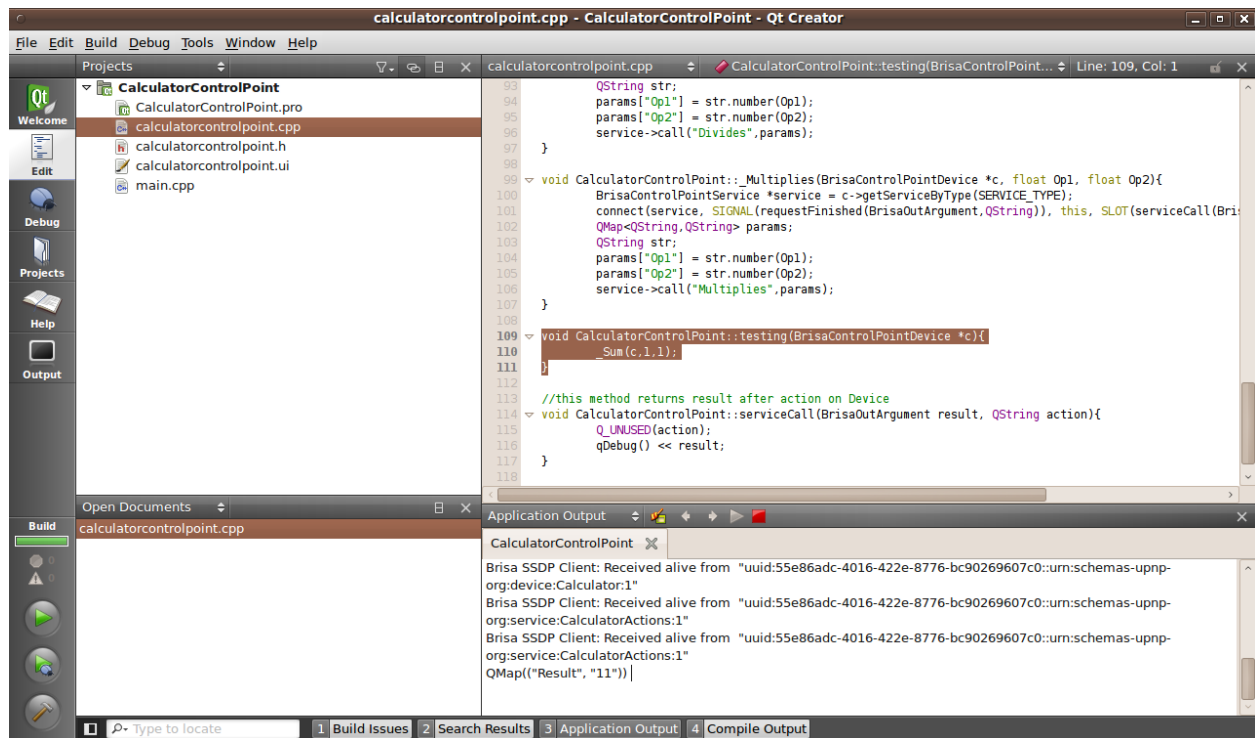 calculatorcontrolpoint.cpp - CalculatorControlPoint - Qt Creator
File Edit Build Debug Tools Window Help
Projects
calculatorcontrolpoint.cpp
CalculatorControlPoint::testing(BrisaControlPoint...
Line: 109, Col: 1
Qt
Welcome
Edit
Debug
Projects
Help
Output
CalculatorControlPoint
CalculatorControlPoint.pro
calculatorcontrolpoint.cpp
calculatorcontrolpoint.h
calculatorcontrolpoint.ui
main.cpp
93 QString str;
94 params["Op1"] = str.number(Op1);
95 params["Op2"] = str.number(Op2);
96 service->call("Divides",params);
97 }
98
99 void CalculatorControlPoint::_Multiplies(BrisaControlPointDevice *c, float Op1, float Op2){
100 BrisaControlPointService *service = c->getServiceByType(SERVICE_TYPE);
101 connect(service, SIGNAL(requestFinished(BrisaOutArgument,QString)), this, SLOT(serviceCall(Bri
102 QMap<QString,QString> params;
103 QString str;
104 params["Op1"] = str.number(Op1);
105 params["Op2"] = str.number(Op2);
106 service->call("Multiplies",params);
107 }
108
109 void CalculatorControlPoint::testing(BrisaControlPointDevice *c){
110 _Sum(c,1,1);
111 }
112
113 //this method returns result after action on Device
114 void CalculatorControlPoint::serviceCall(BrisaOutArgument result, QString action){
115 Q_UNUSED(action);
116 qDebug() << result;
117 }
118
Open Documents
calculatorcontrolpoint.cpp
Build
0
0
Application Output
CalculatorControlPoint
Brisa SSDP Client: Received alive from "uuid:55e86adc-4016-422e-8776-bc90269607c0::urn:schemas-upnp-
org:device:Calculator:1"
Brisa SSDP Client: Received alive from "uuid:55e86adc-4016-422e-8776-bc90269607c0::urn:schemas-upnp-
org:service:CalculatorActions:1"
Brisa SSDP Client: Received alive from "uuid:55e86adc-4016-422e-8776-bc90269607c0::urn:schemas-upnp-
org:service:CalculatorActions:1"
QMap(("Result", "11"))
Type to locate
1 Build Issues 2 Search Results 3 Application Output 4 Compile Output